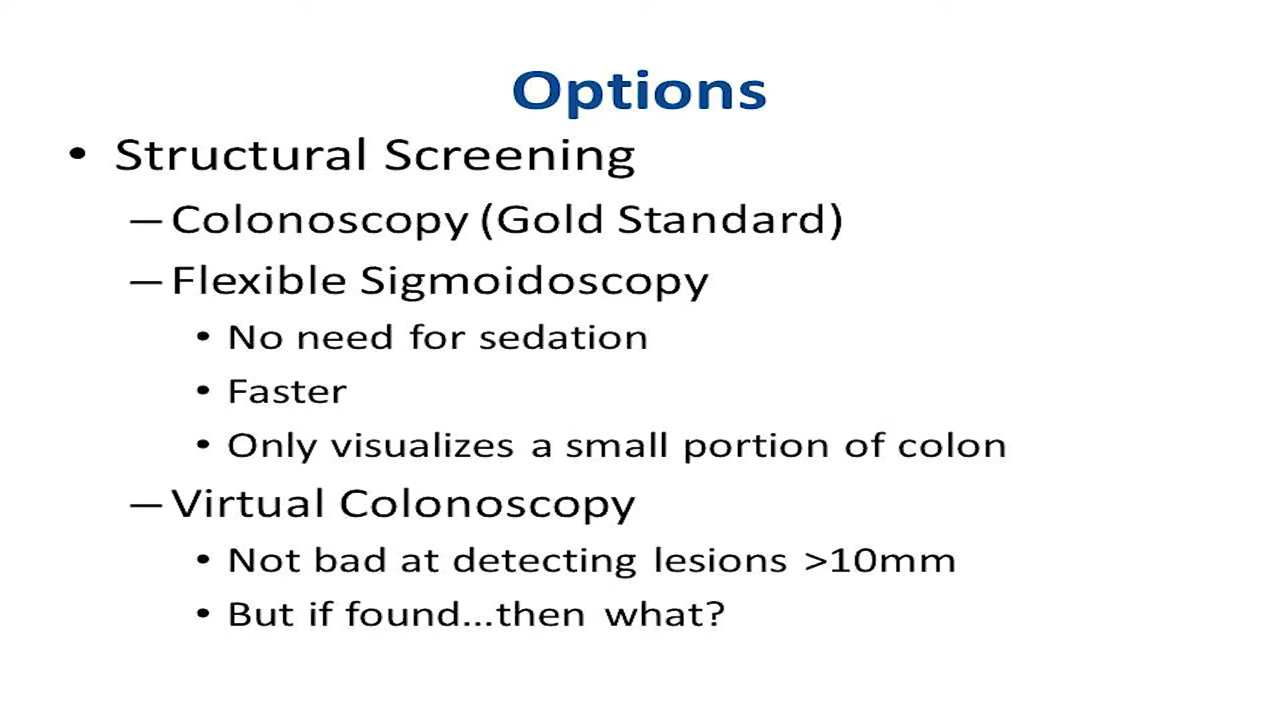 Options
• Structural Screening
– Colonoscopy (Gold Standard)
– Flexible Sigmoidoscopy
• No need for sedation
• Faster
• Only visualizes a small portion of colon
– Virtual Colonoscopy
• Not bad at detecting lesions >10mm
• But if found...then what?